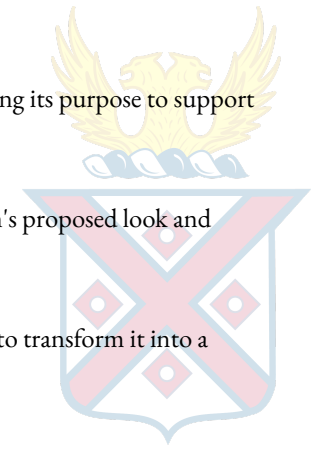 ng its purpose to support
's proposed look and
to transform it into a